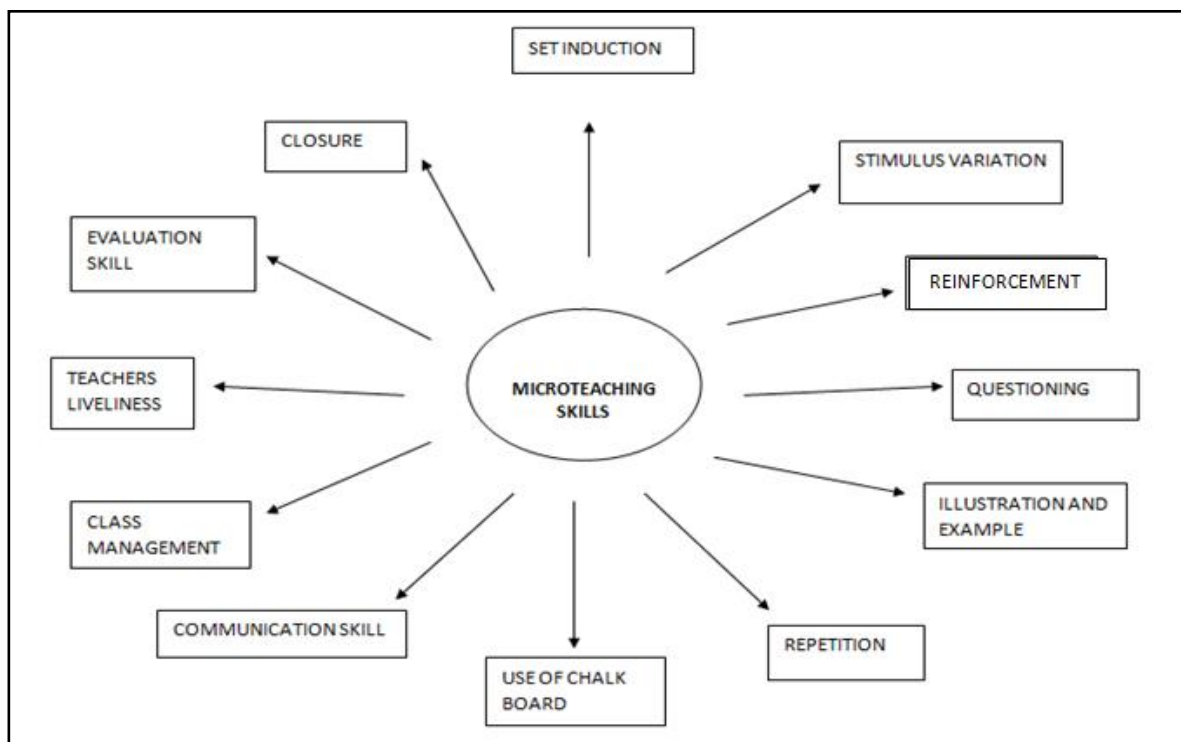 SET INDUCTION
CLOSURE
STIMULUS VARIATION
EVALUATION
SKILL
REINFORCEMENT
TEACHERS
LIVELINESS
MICROTEACHING
SKILLS
QUESTIONING
CLASS
MANAGEMENT
ILLUSTRATION AND
EXAMPLE
COMMUNICATION SKILL
REPETITION
USE OF CHALK
BOARD